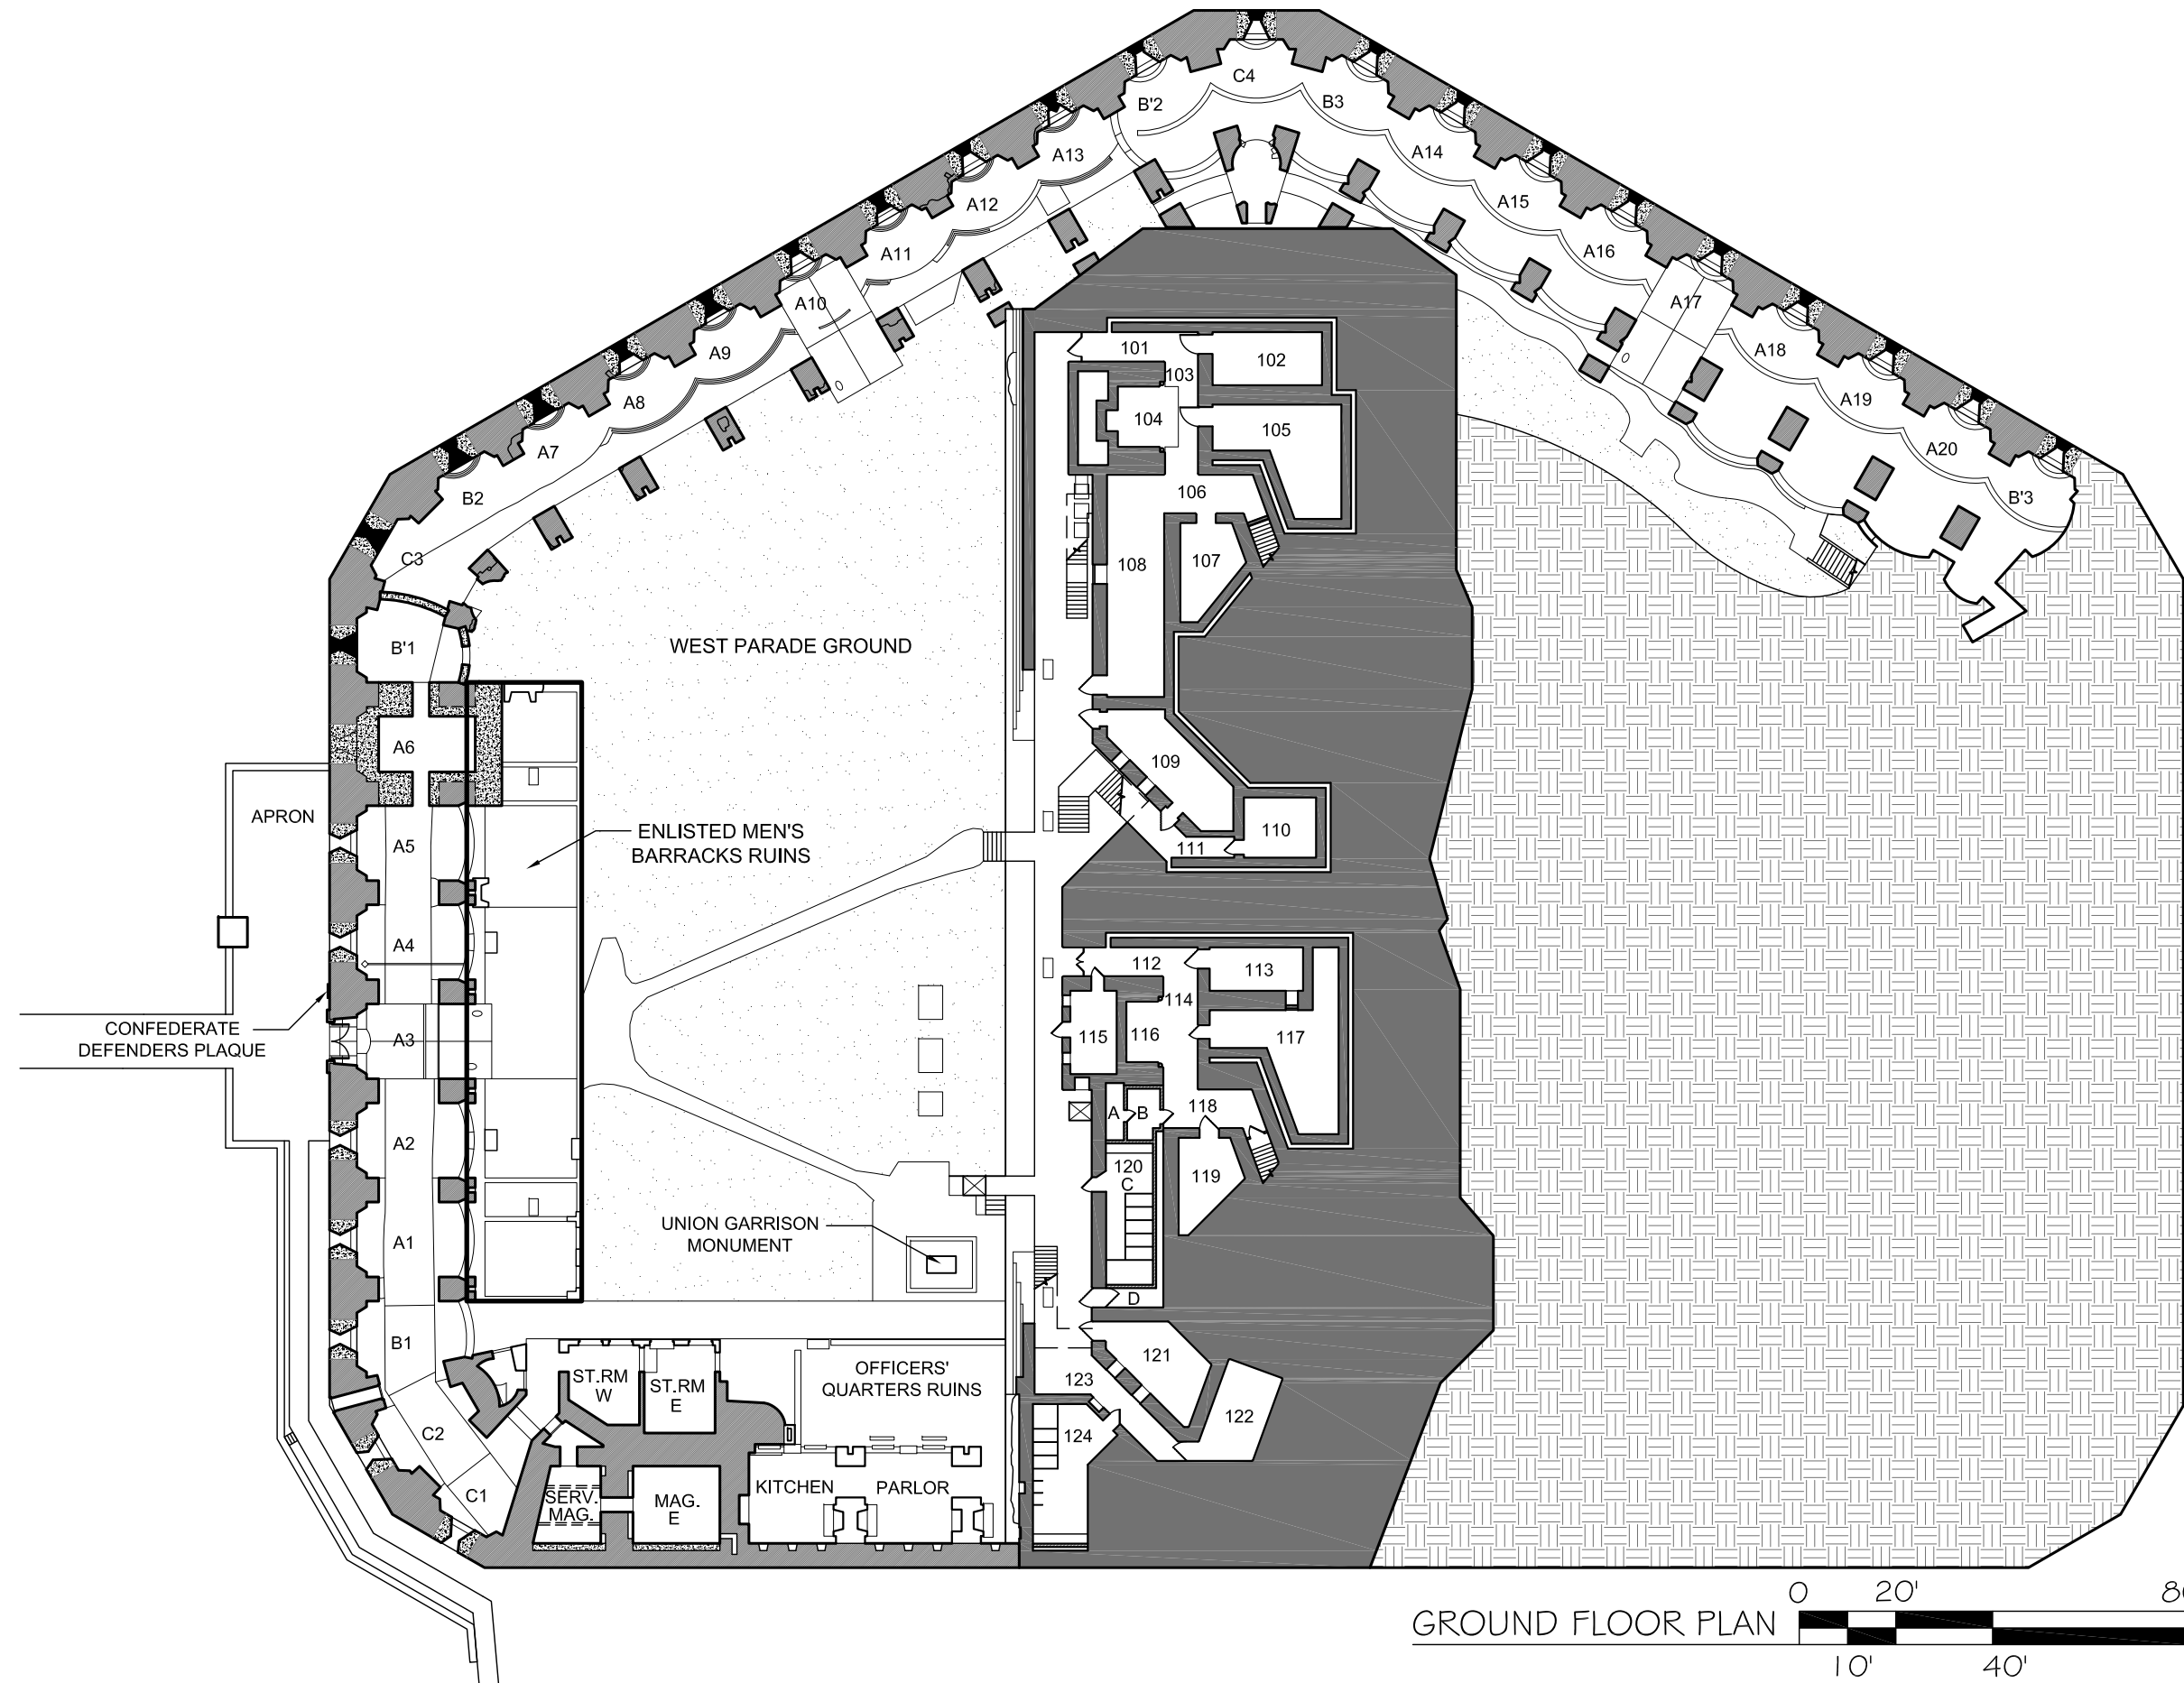 C4
B'2
B3
A13
A14
A12
A15
A11
A16
A10
A17
A9
A18
A8
A19
A7
A20
B2
B'3
C3
B'1
A6
APRON
A5
A4
A3
A2
A1
B1
C2
C1
101
102
103
104
105
106
107
108
109
110
111
112
113
114
115
116
117
118
A
B
119
120
C
D
121
122
123
124
WEST PARADE GROUND
ENLISTED MEN'S
BARRACKS RUINS
CONFEDERATE
DEFENDERS PLAQUE
UNION GARRISON
MONUMENT
ST.RM
W
ST.RM
E
OFFICERS'
QUARTERS RUINS
SERV.
MAG.
MAG.
E
KITCHEN
PARLOR
GROUND FLOOR PLAN
0 20'
10' 40'